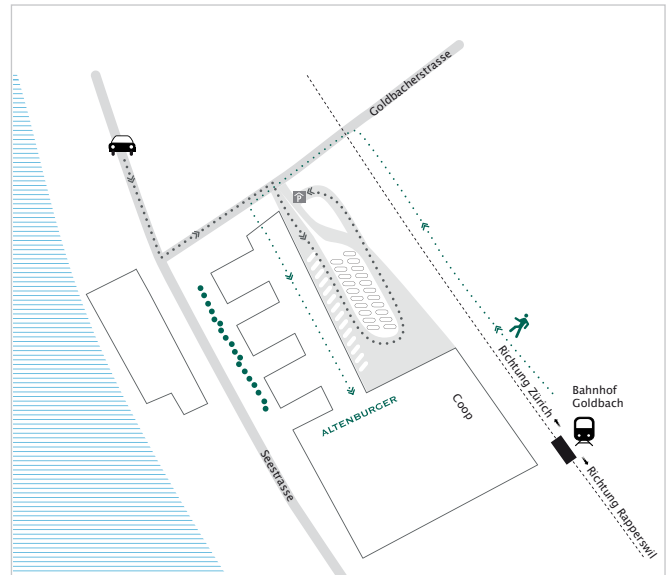 Goldbacherstrasse
P
Richtung Zürich
Bahnhof
Goldbach
Coop
ALTENBURGER
Seestrasse
Richtung Rapperswil